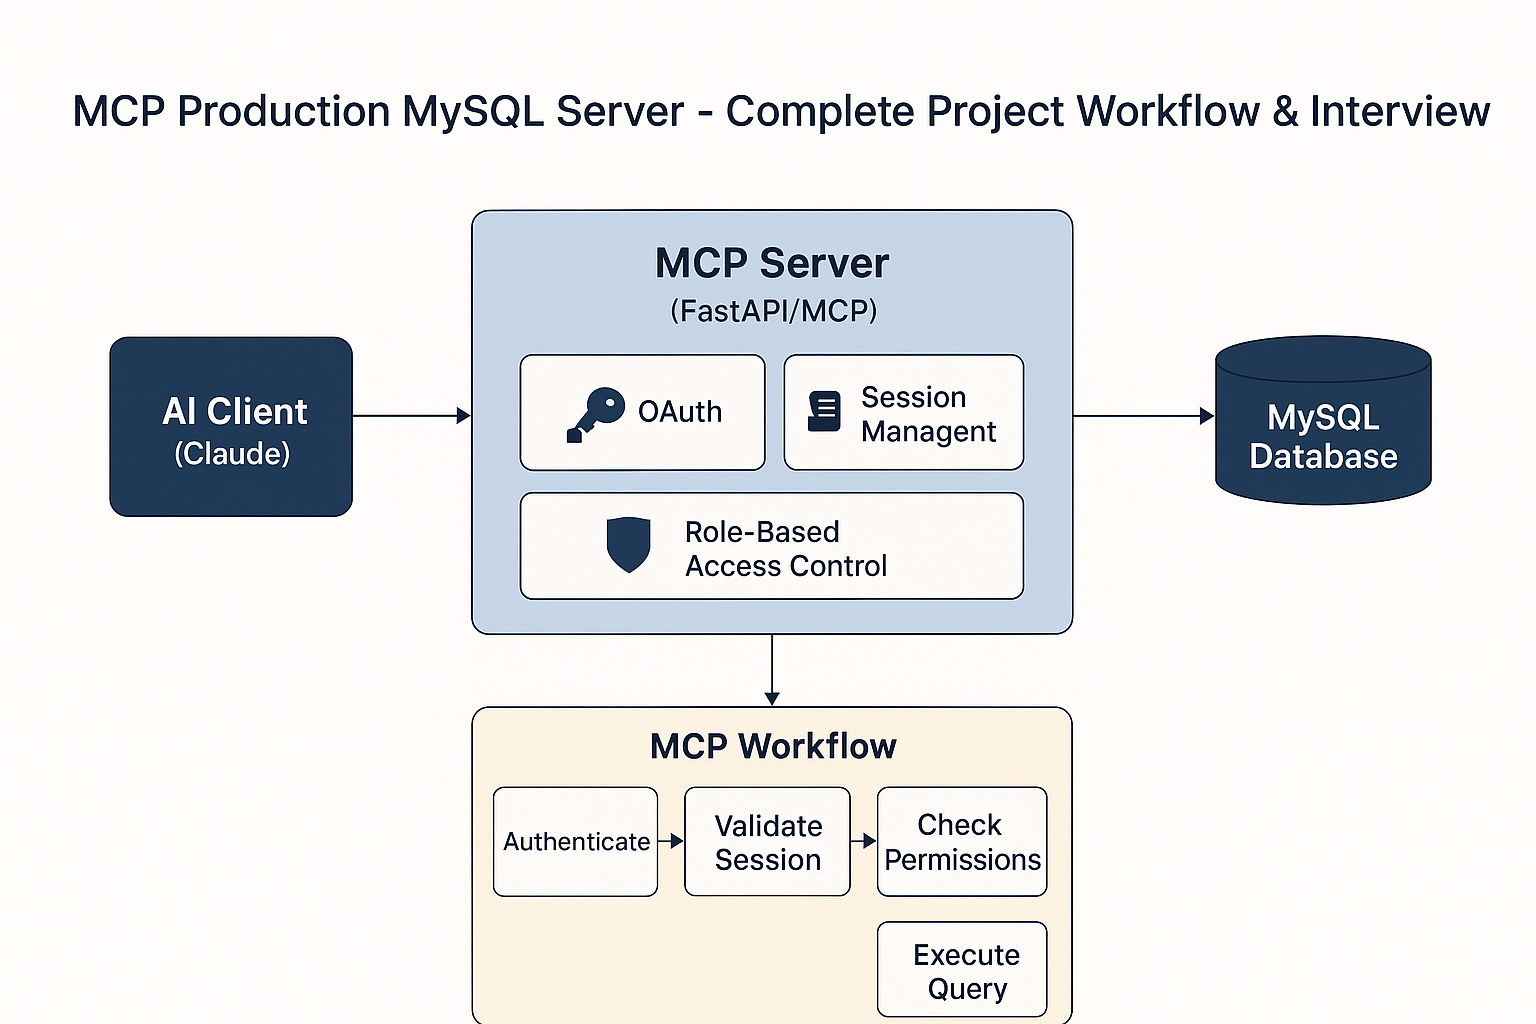 MCP Production MySQL Server - Complete Project Workflow & Interview
MCP Server
(FastAPI/MCP)
AI Client
(Claude)
OAuth
Session
Managent
Role-Based
Access Control
MySQL
Database
MCP Workflow
Authenticate
Validate
Session
Check
Permissions
Execute
Query